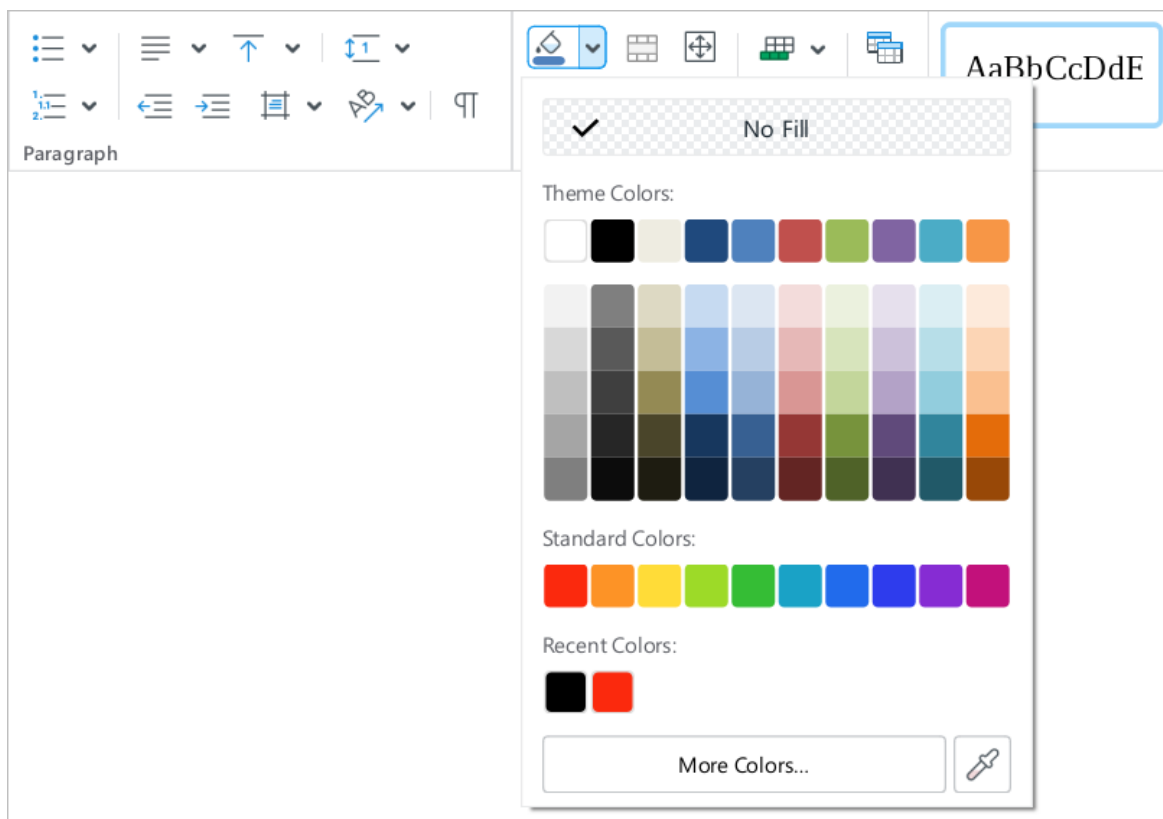 AaBbCcDdE
Paragraph
No Fill
Theme Colors:
Standard Colors:
Recent Colors:
More Colors...